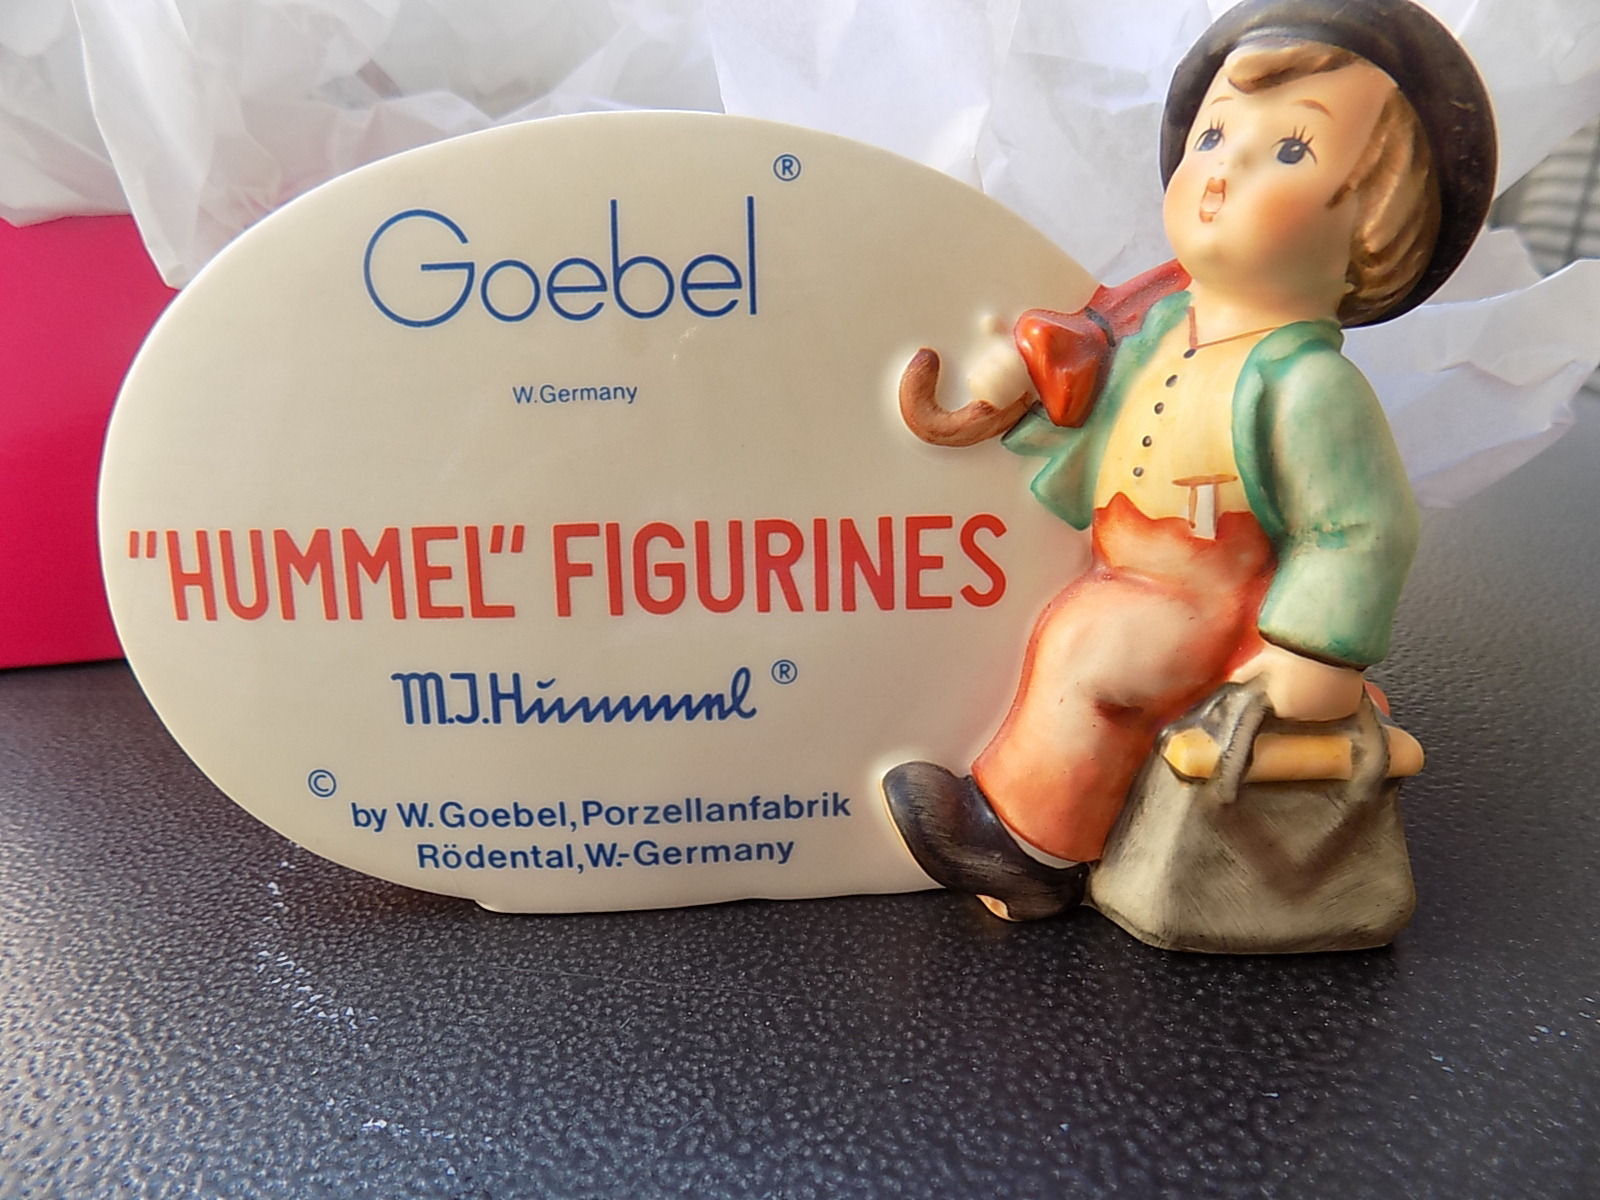 Goebel ®
W.Germany
"HUMMEL" FIGURINES
M.J.Hummel ®
© by W. Goebel, Porzellanfabrik
Rödental, W.-Germany